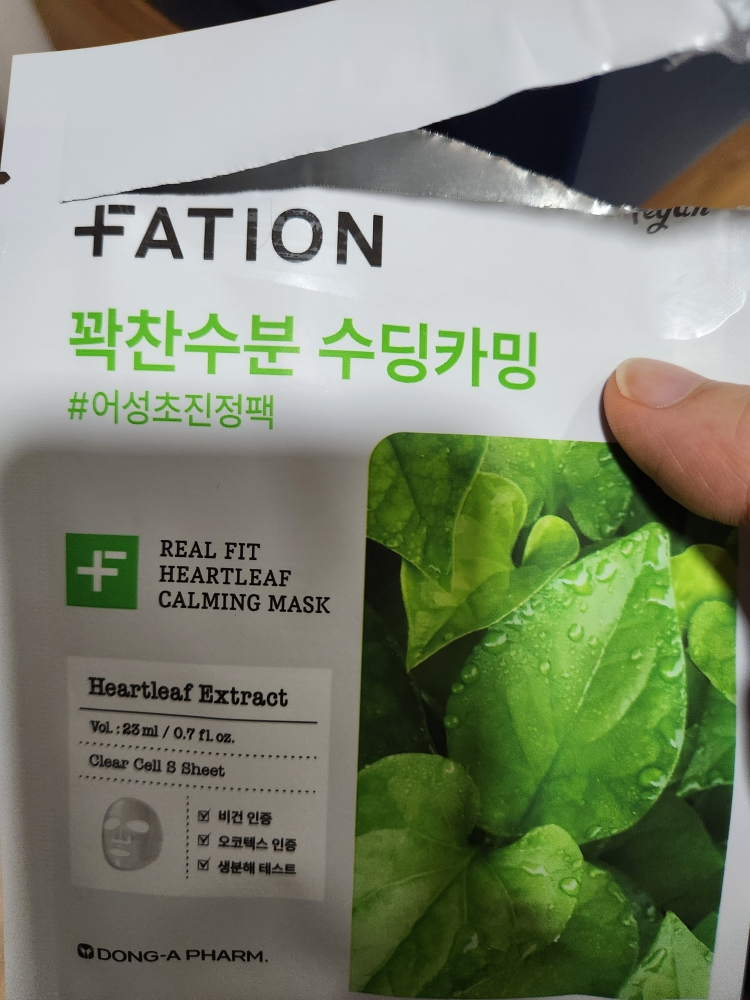 FATION
Vegan
꽉찬수분 수딩카밍
#어성초진정팩
REAL FIT
HEARTLEAF
CALMING MASK
Heartleaf Extract
Vol. : 23 ml / 0.7 fl. oz.
Clear Cell S Sheet
비건 인증
오코텍스 인증
생분해 테스트
DONG-A PHARM.